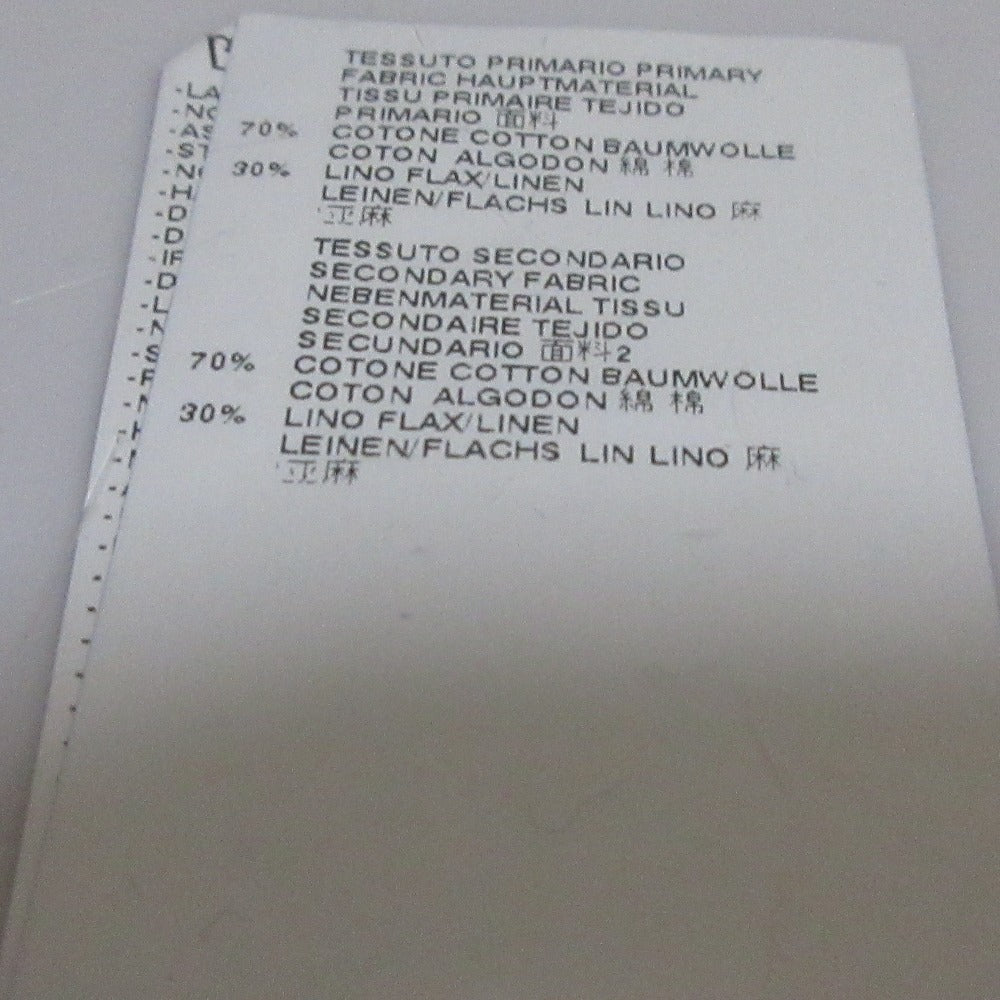 TESSUTO PRIMARIO PRIMARY
FABRIC HAUPTMATERIAL
TISSU PRIMAIRE TEJIDO
PRIMARIO 面料
70% COTONE COTTON BAUMWOLLE
COTON ALGODON 綿 棉
30% LINO FLAX/LINEN
LEINEN/FLACHS LIN LINO 麻
亚麻
TESSUTO SECONDARIO
SECONDARY FABRIC
NEBENMATERIAL TISSU
SECONDAIRE TEJIDO
SECUNDARIO 面料2
70% COTONE COTTON BAUMWOLLE
COTON ALGODON 綿 棉
30% LINO FLAX/LINEN
LEINEN/FLACHS LIN LINO 麻
亚麻